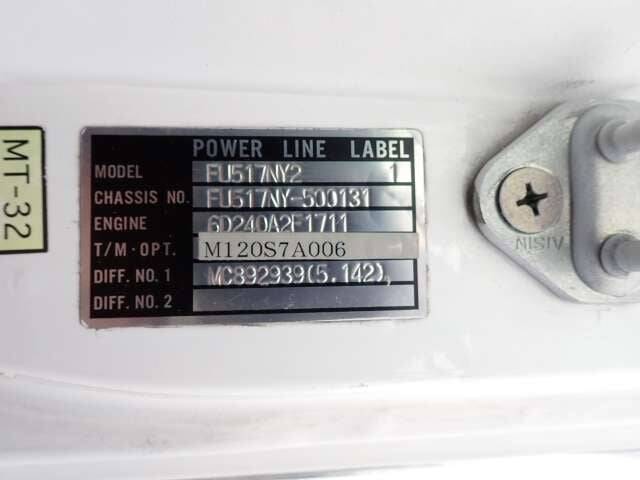 POWER LINE LABEL
MODEL FU517NY2 1
CHASSIS NO. FU517NY-500131
ENGINE 6D240A2F1711
T/M·OPT. M120S7A006
DIFF. NO. 1 MC892939(5.142),
DIFF. NO. 2
MT-32
AISIN